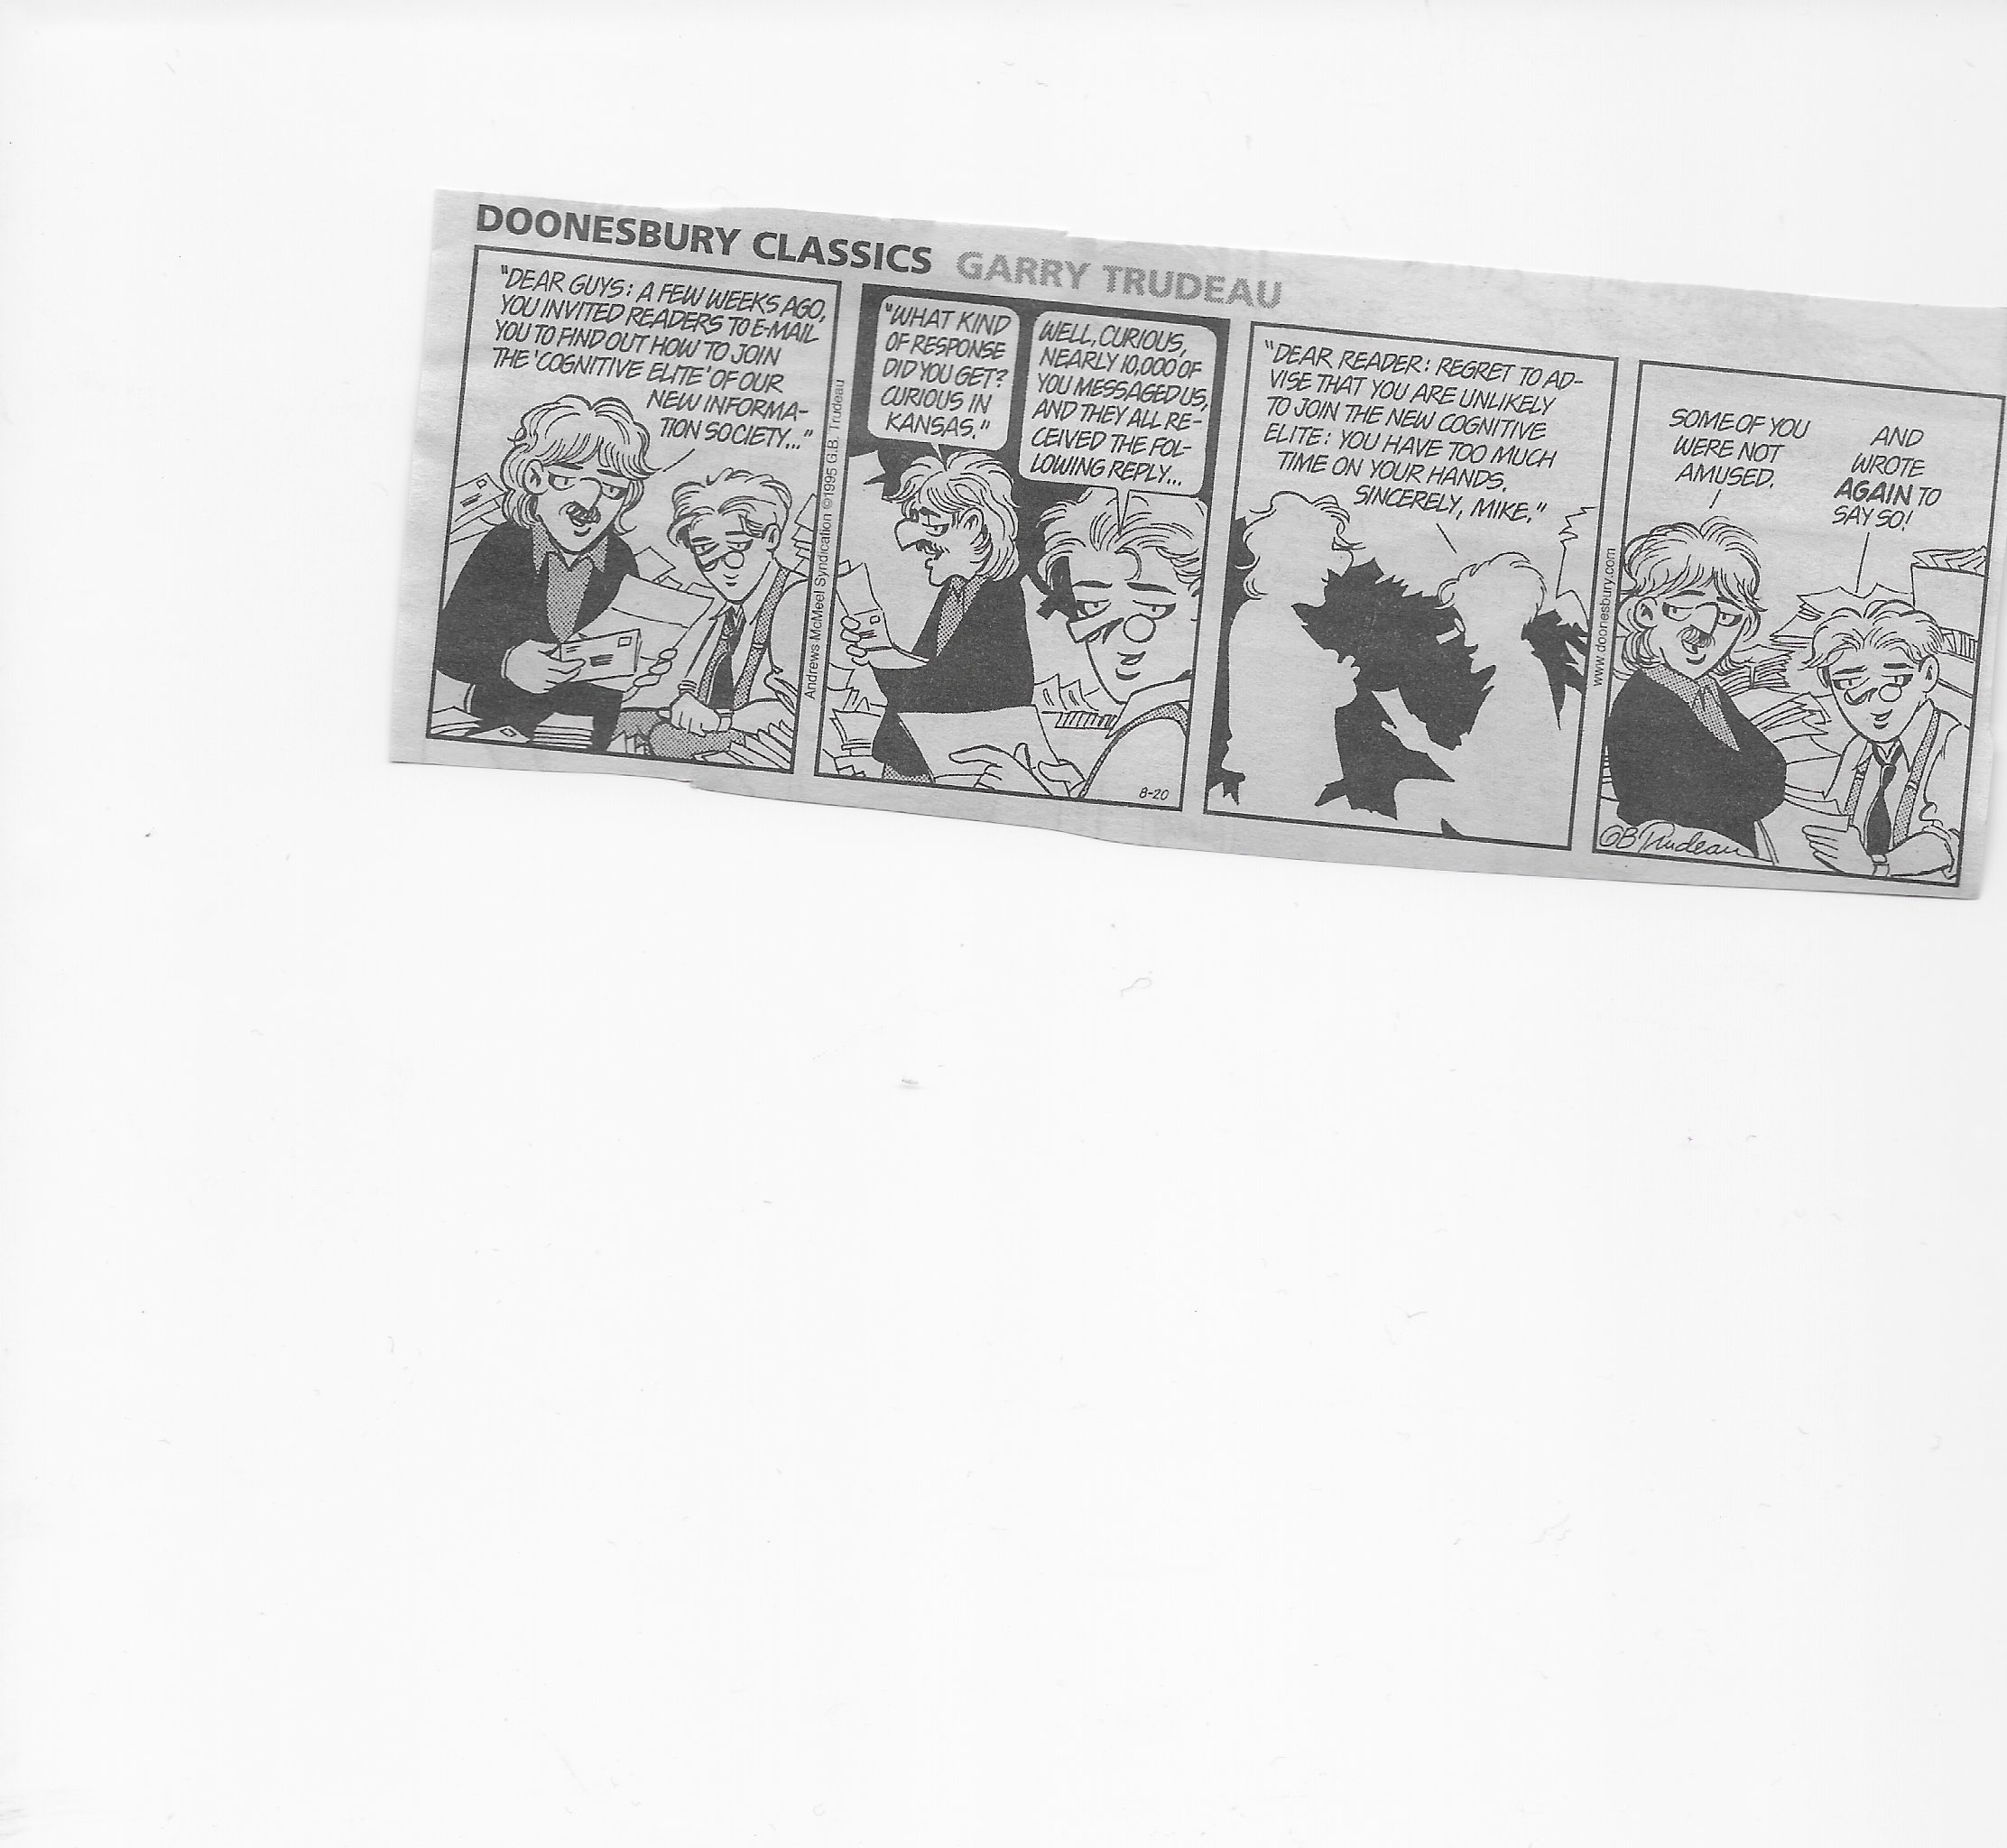 DOONESBURY CLASSICS GARRY TRUDEAU
"DEAR GUYS: A FEW WEEKS AGO,
YOU INVITED READERS TO E-MAIL
YOU TO FIND OUT HOW TO JOIN
THE 'COGNITIVE ELITE' OF OUR
NEW INFORMA-
TION SOCIETY..."
Andrews McMeel Syndication ©1995 G.B. Trudeau
"WHAT KIND
OF RESPONSE
DID YOU GET?
CURIOUS IN
KANSAS."
WELL, CURIOUS,
NEARLY 10,000 OF
YOU MESSAGED US,
AND THEY ALL RE-
CEIVED THE FOL-
LOWING REPLY...
8-20
"DEAR READER: REGRET TO AD-
VISE THAT YOU ARE UNLIKELY
TO JOIN THE NEW COGNITIVE
ELITE: YOU HAVE TOO MUCH
TIME ON YOUR HANDS.
SINCERELY, MIKE."
www.doonesbury.com
SOME OF YOU
WERE NOT
AMUSED.
AND
WROTE
AGAIN TO
SAY SO!
GB Trudeau